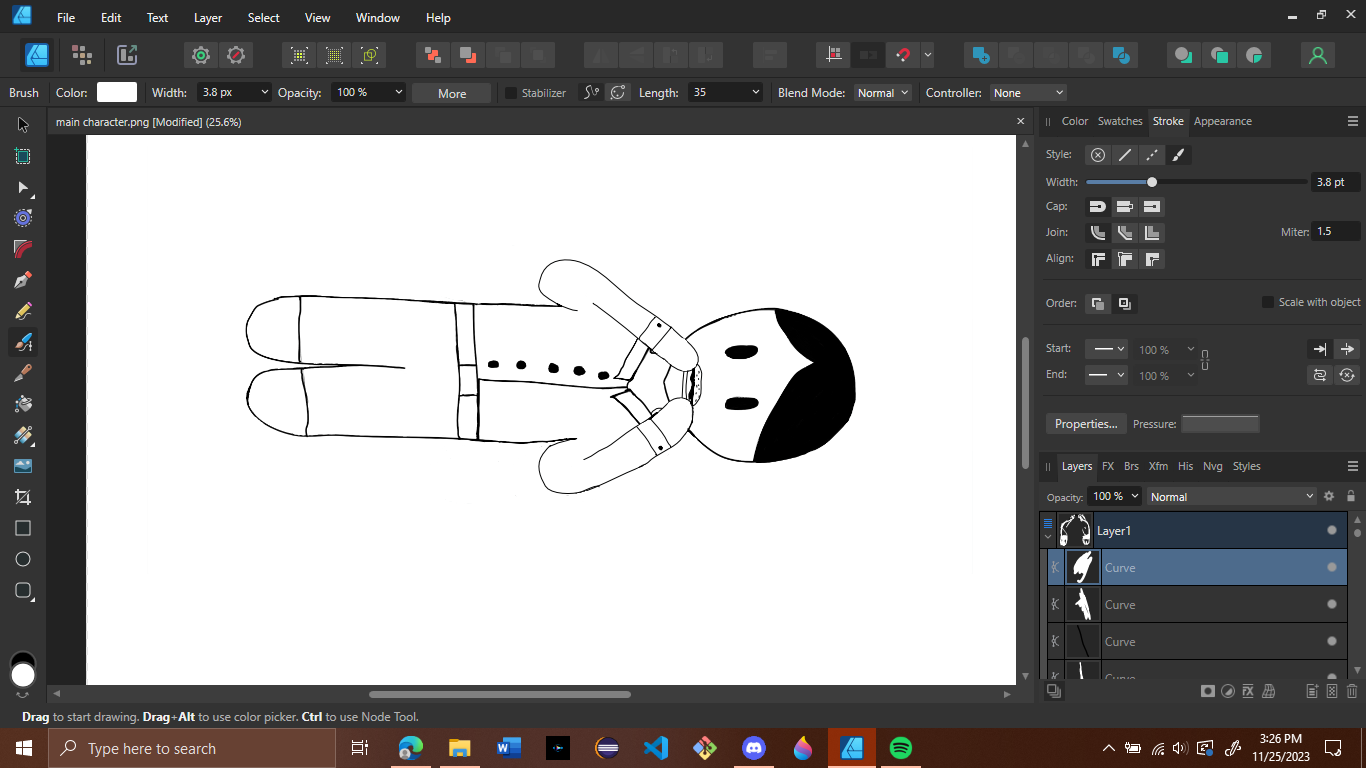 File Edit Text Layer Select View Window Help
Brush Color: Width: 3.8 px Opacity: 100 % More Stabilizer Length: 35 Blend Mode: Normal Controller: None
main character.png [Modified] (25.6%)
Color Swatches Stroke Appearance
Style:
Width: 3.8 pt
Cap:
Join: Miter: 1.5
Align:
Order: Scale with object
Start: 100 %
End: 100 %
Properties... Pressure:
Layers FX Brs Xfm His Nvg Styles
Opacity: 100 % Normal
Layer1
Curve
Curve
Curve
Curve
Drag to start drawing. Drag+Alt to use color picker. Ctrl to use Node Tool.
Type here to search
3:26 PM
11/25/2023